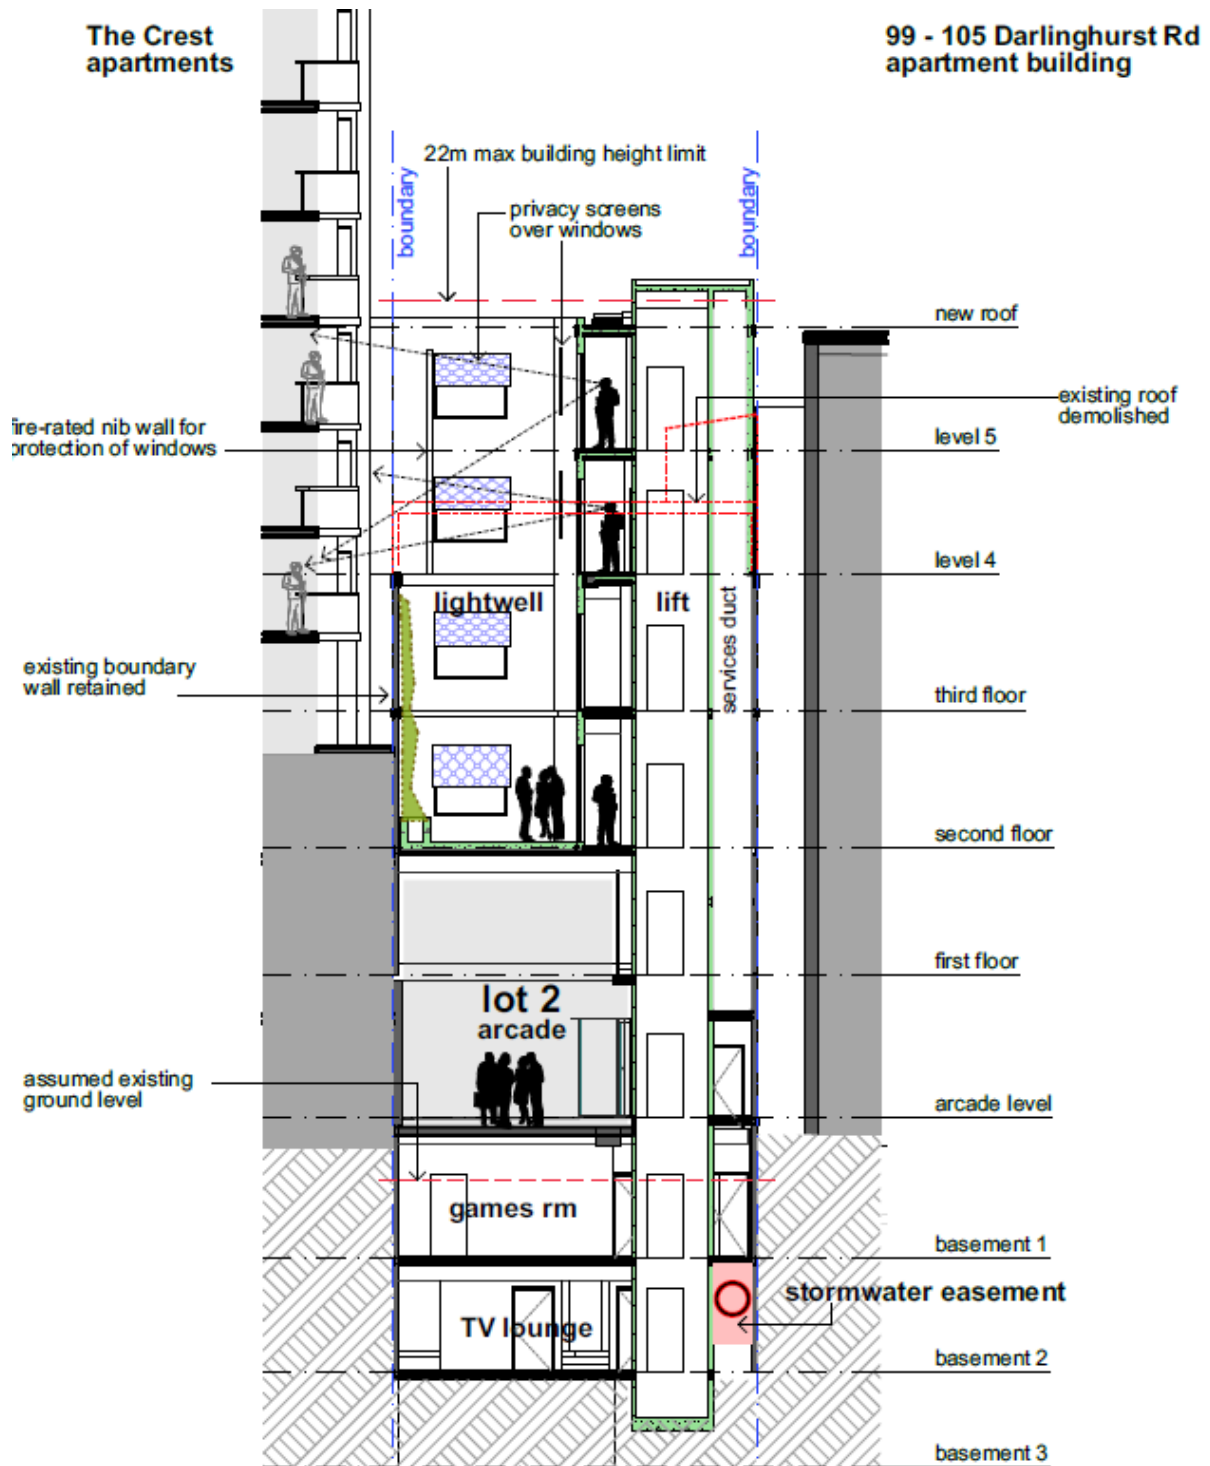 The Crest
apartments
99 - 105 Darlinghurst Rd
apartment building
22m max building height limit
boundary
boundary
privacy screens
over windows
new roof
existing roof
demolished
fire-rated nib wall for
protection of windows
level 5
level 4
lightwell
lift
services duct
existing boundary
wall retained
third floor
second floor
first floor
lot 2
arcade
assumed existing
ground level
arcade level
games rm
basement 1
stormwater easement
TV lounge
basement 2
basement 3